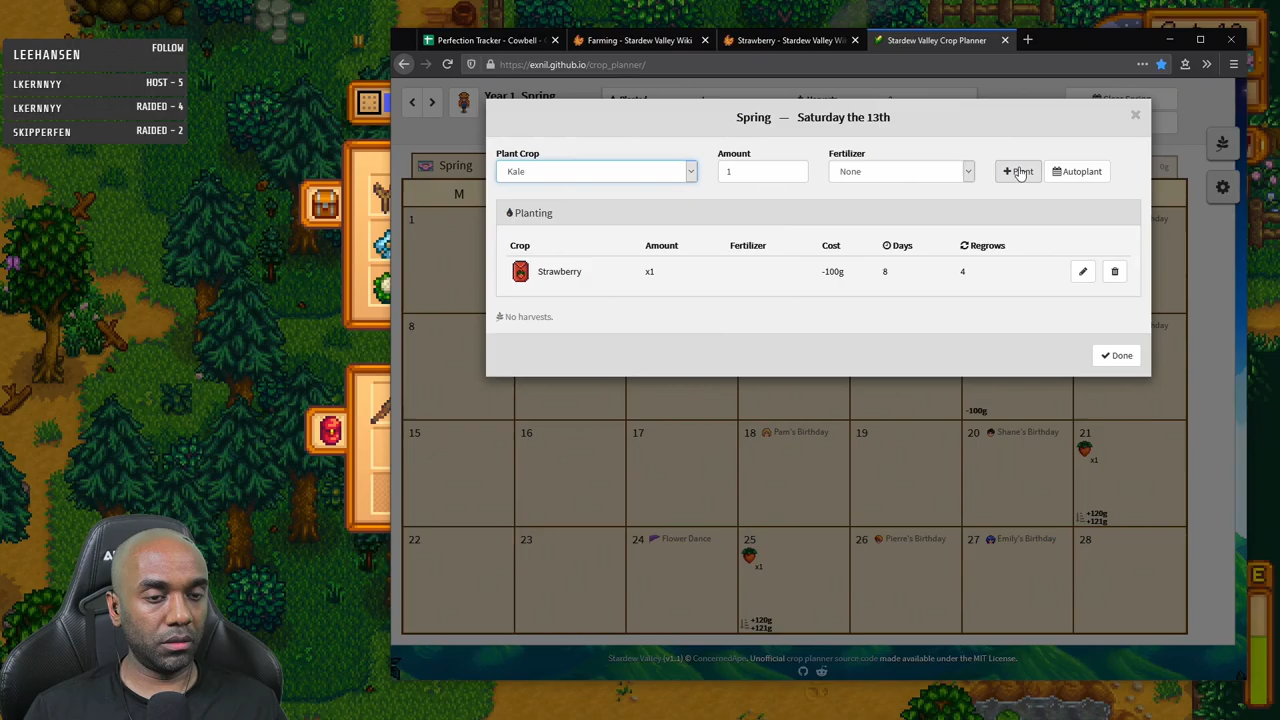 LEEHANSEN
FOLLOW
LKERNNYY
HOST - 5
LKERNNYY
RAIDED - 4
SKIPPERFEN
RAIDED - 2
Perfection Tracker - Cowbell -
Farming - Stardew Valley Wiki
Strawberry - Stardew Valley Wi
Stardew Valley Crop Planner
https://exnil.github.io/crop_planner/
Year 1, Spring
Spring — Saturday the 13th
Plant Crop
Amount
Fertilizer
Kale
1
None
Plant
Autoplant
Planting
Crop
Amount
Fertilizer
Cost
Days
Regrows
Strawberry
x1
-100g
8
4
No harvests.
Done
Spring
0g
M
1
8
-100g
15
16
17
18
Pam's Birthday
19
20
Shane's Birthday
21
x1
+120g
+121g
22
23
24
Flower Dance
25
x1
+120g
+121g
26
Pierre's Birthday
27
Emily's Birthday
28
Stardew Valley (v1.1) © ConcernedApe. Unofficial crop planner source code made available under the MIT License.
E